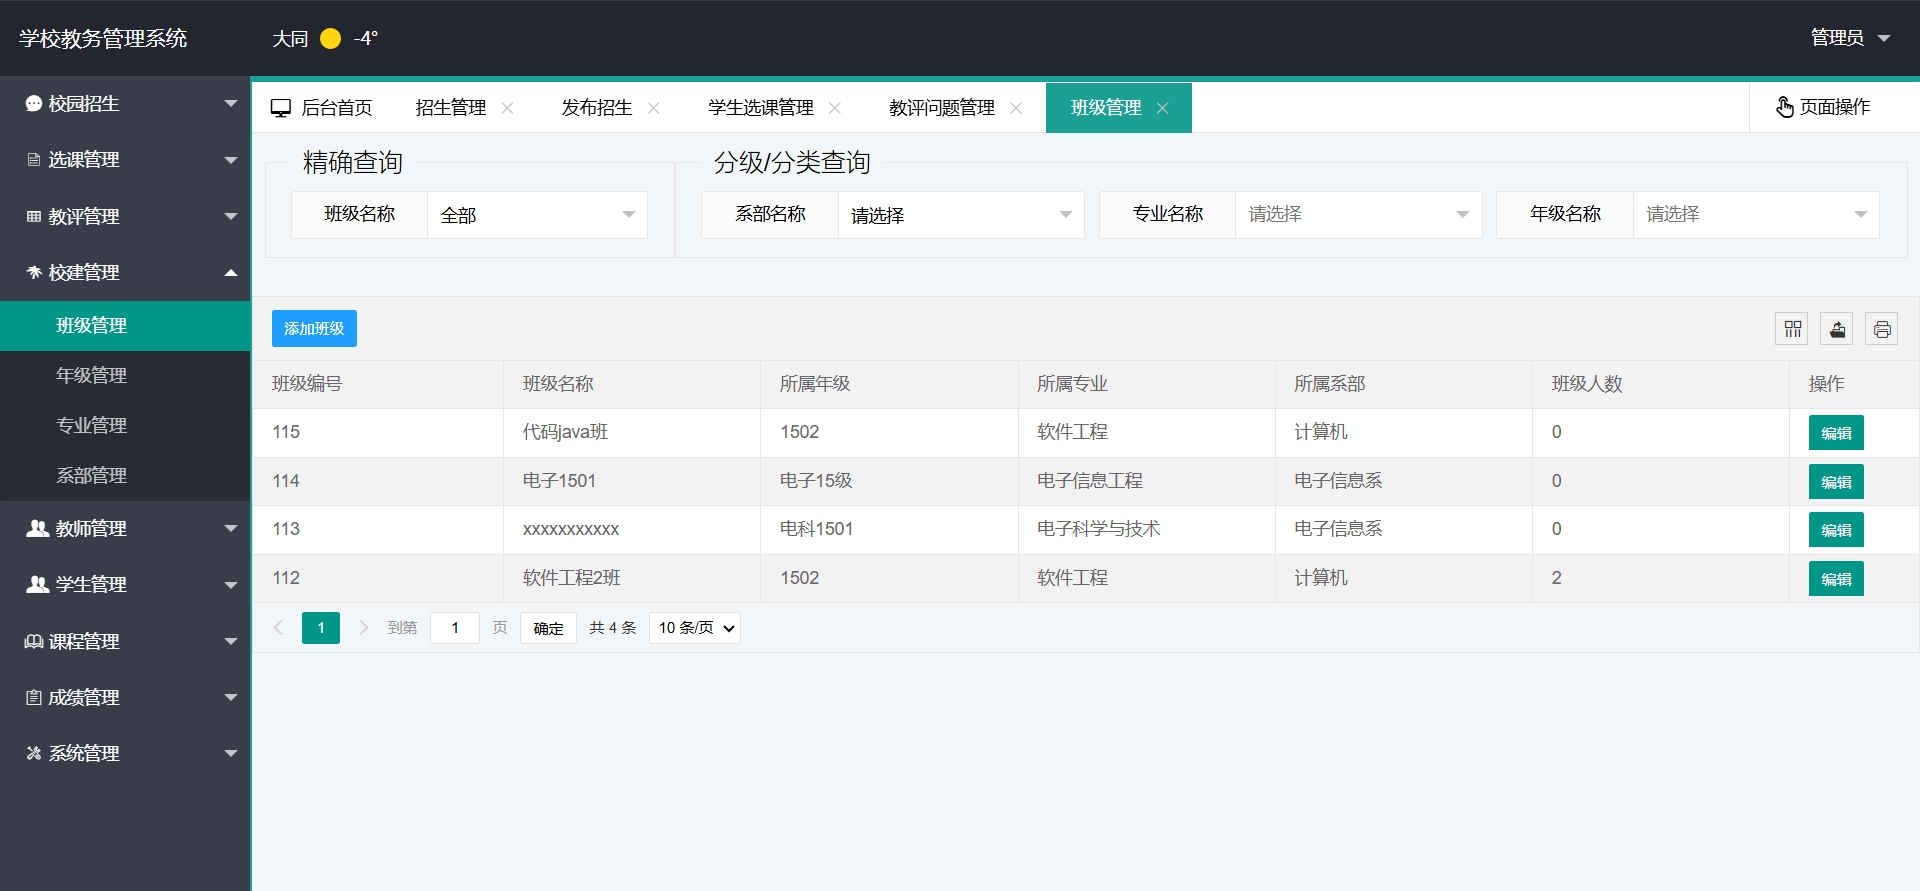 学校教务管理系统
大同 -4°
管理员
校园招生
选课管理
教评管理
校建管理
班级管理
年级管理
专业管理
系部管理
教师管理
学生管理
课程管理
成绩管理
系统管理
后台首页 招生管理 发布招生 学生选课管理 教评问题管理 班级管理 页面操作
精确查询 分级/分类查询
班级名称 全部 系部名称 请选择 专业名称 请选择 年级名称 请选择
添加班级
班级编号 班级名称 所属年级 所属专业 所属系部 班级人数 操作
115 代码java班 1502 软件工程 计算机 0 编辑
114 电子1501 电子15级 电子信息工程 电子信息系 0 编辑
113 xxxxxxxxxxx 电科1501 电子科学与技术 电子信息系 0 编辑
112 软件工程2班 1502 软件工程 计算机 2 编辑
1 到第 1 页 确定 共 4 条 10 条/页